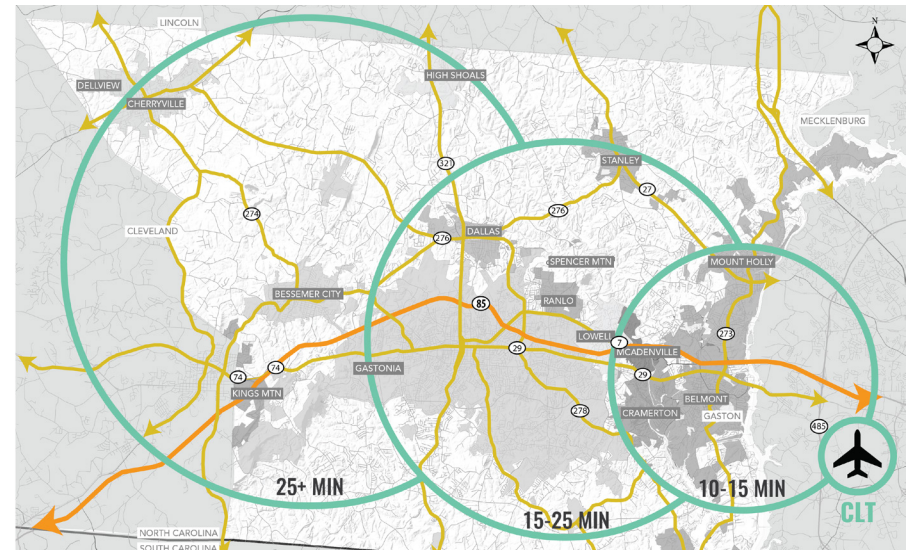 LINCOLN
N
DELLVIEW
CHERRYVILLE
HIGH SHOALS
MECKLENBURG
321
STANLEY
27
274
276
CLEVELAND
276
DALLAS
SPENCER MTN
MOUNT HOLLY
BESSEMER CITY
85
RANLO
273
LOWELL
7
29
MCADENVILLE
74
74
GASTONIA
29
KINGS MTN
BELMONT
278
CRAMERTON
GASTON
485
25+ MIN
10-15 MIN
15-25 MIN
CLT
NORTH CAROLINA
SOUTH CAROLINA